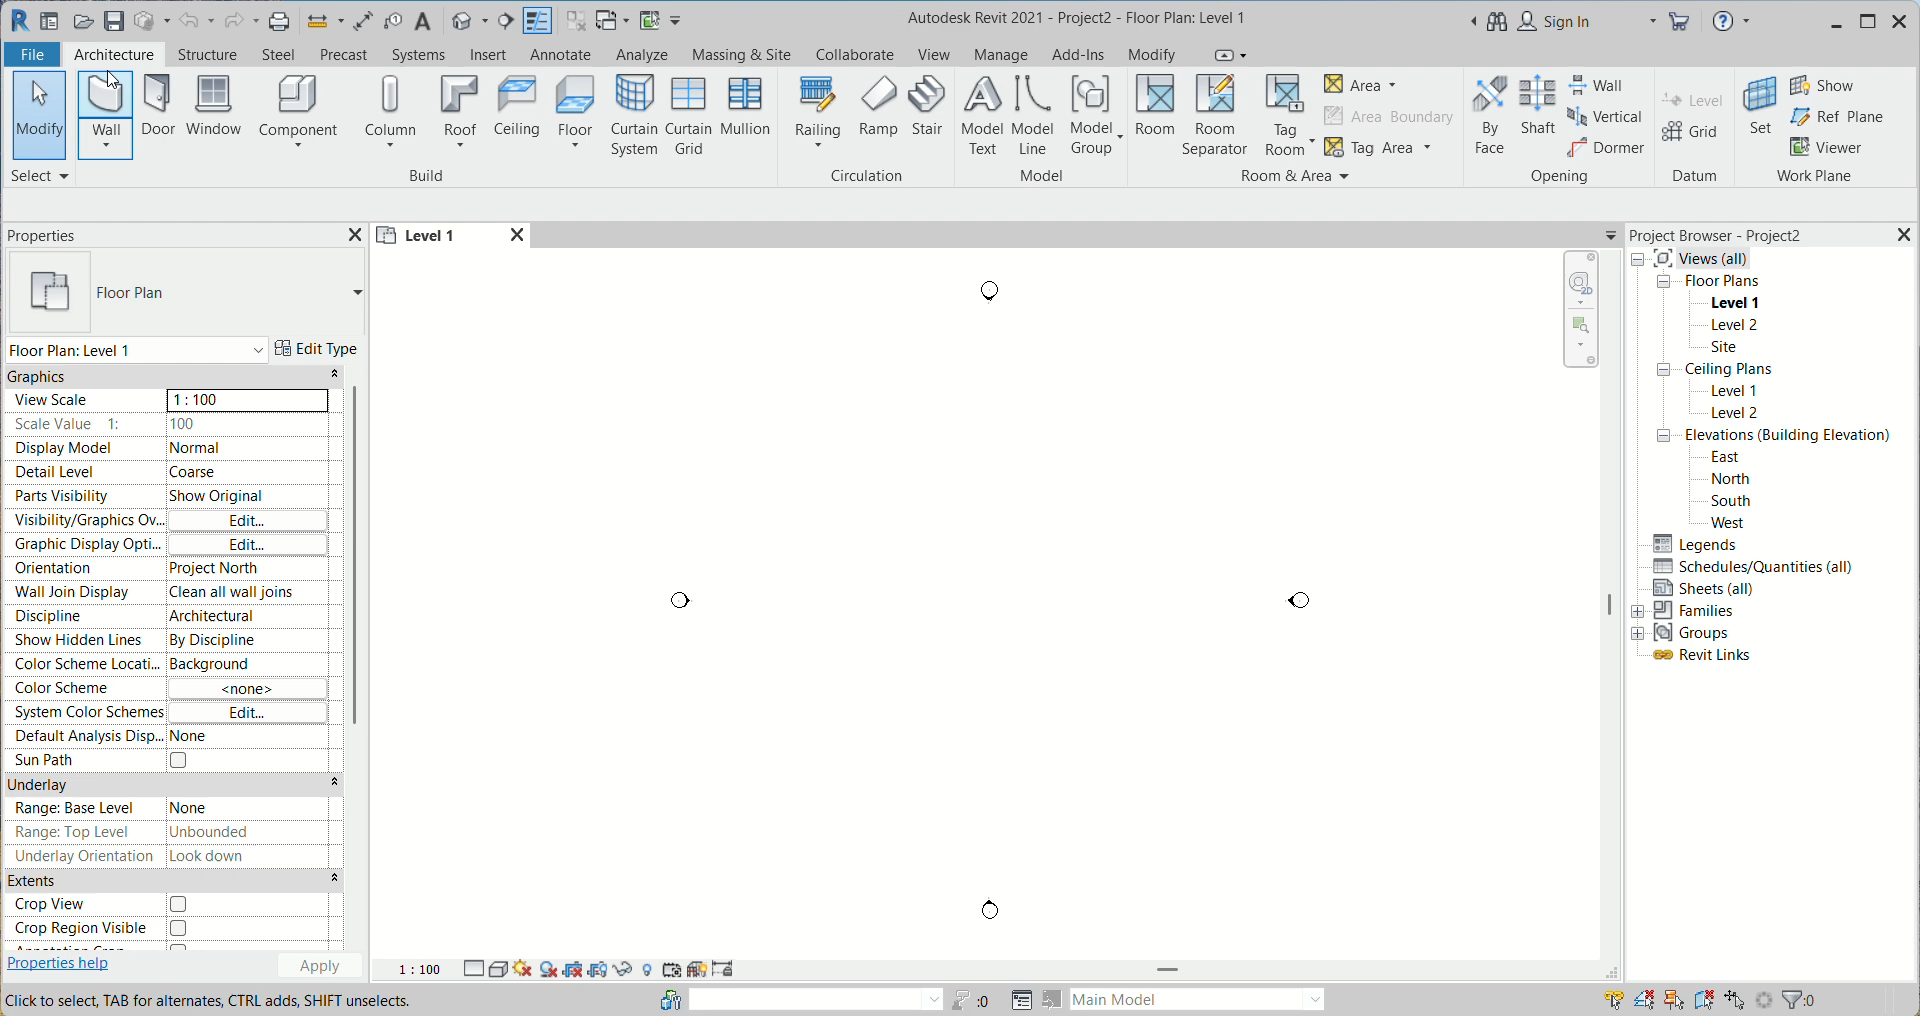 Autodesk Revit 2021 - Project2 - Floor Plan: Level 1
Sign In
File Architecture Structure Steel Precast Systems Insert Annotate Analyze Massing & Site Collaborate View Manage Add-Ins Modify
Modify
Wall
Door
Window
Component
Column
Roof
Ceiling
Floor
Curtain System
Curtain Grid
Mullion
Railing
Ramp
Stair
Model Text
Model Line
Model Group
Room
Room Separator
Tag Room
Area
Area Boundary
Tag Area
By Face
Shaft
Wall
Vertical
Dormer
Level
Grid
Set
Show
Ref Plane
Viewer
Select
Build
Circulation
Model
Room & Area
Opening
Datum
Work Plane
Properties
Floor Plan
Floor Plan: Level 1
Edit Type
Graphics
View Scale 1 : 100
Scale Value 1: 100
Display Model Normal
Detail Level Coarse
Parts Visibility Show Original
Visibility/Graphics Ov... Edit...
Graphic Display Opti... Edit...
Orientation Project North
Wall Join Display Clean all wall joins
Discipline Architectural
Show Hidden Lines By Discipline
Color Scheme Locati... Background
Color Scheme <none>
System Color Schemes Edit...
Default Analysis Disp... None
Sun Path
Underlay
Range: Base Level None
Range: Top Level Unbounded
Underlay Orientation Look down
Extents
Crop View
Crop Region Visible
Properties help
Apply
Level 1
2D
1 : 100
Project Browser - Project2
Views (all)
Floor Plans
Level 1
Level 2
Site
Ceiling Plans
Level 1
Level 2
Elevations (Building Elevation)
East
North
South
West
Legends
Schedules/Quantities (all)
Sheets (all)
Families
Groups
Revit Links
Click to select, TAB for alternates, CTRL adds, SHIFT unselects.
:0
Main Model
:0